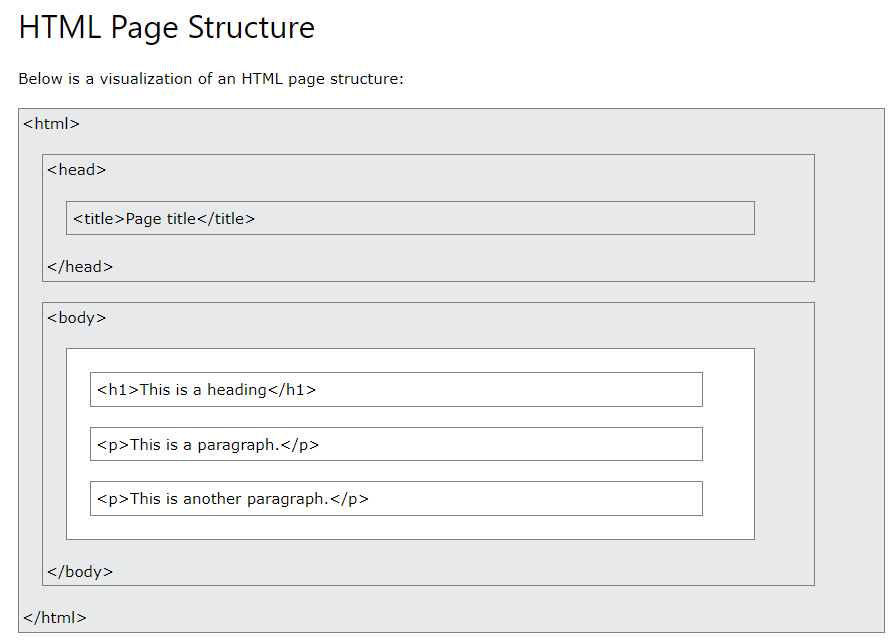 HTML Page Structure
Below is a visualization of an HTML page structure:
<html>
<head>
<title>Page title</title>
</head>
<body>
<h1>This is a heading</h1>
<p>This is a paragraph.</p>
<p>This is another paragraph.</p>
</body>
</html>